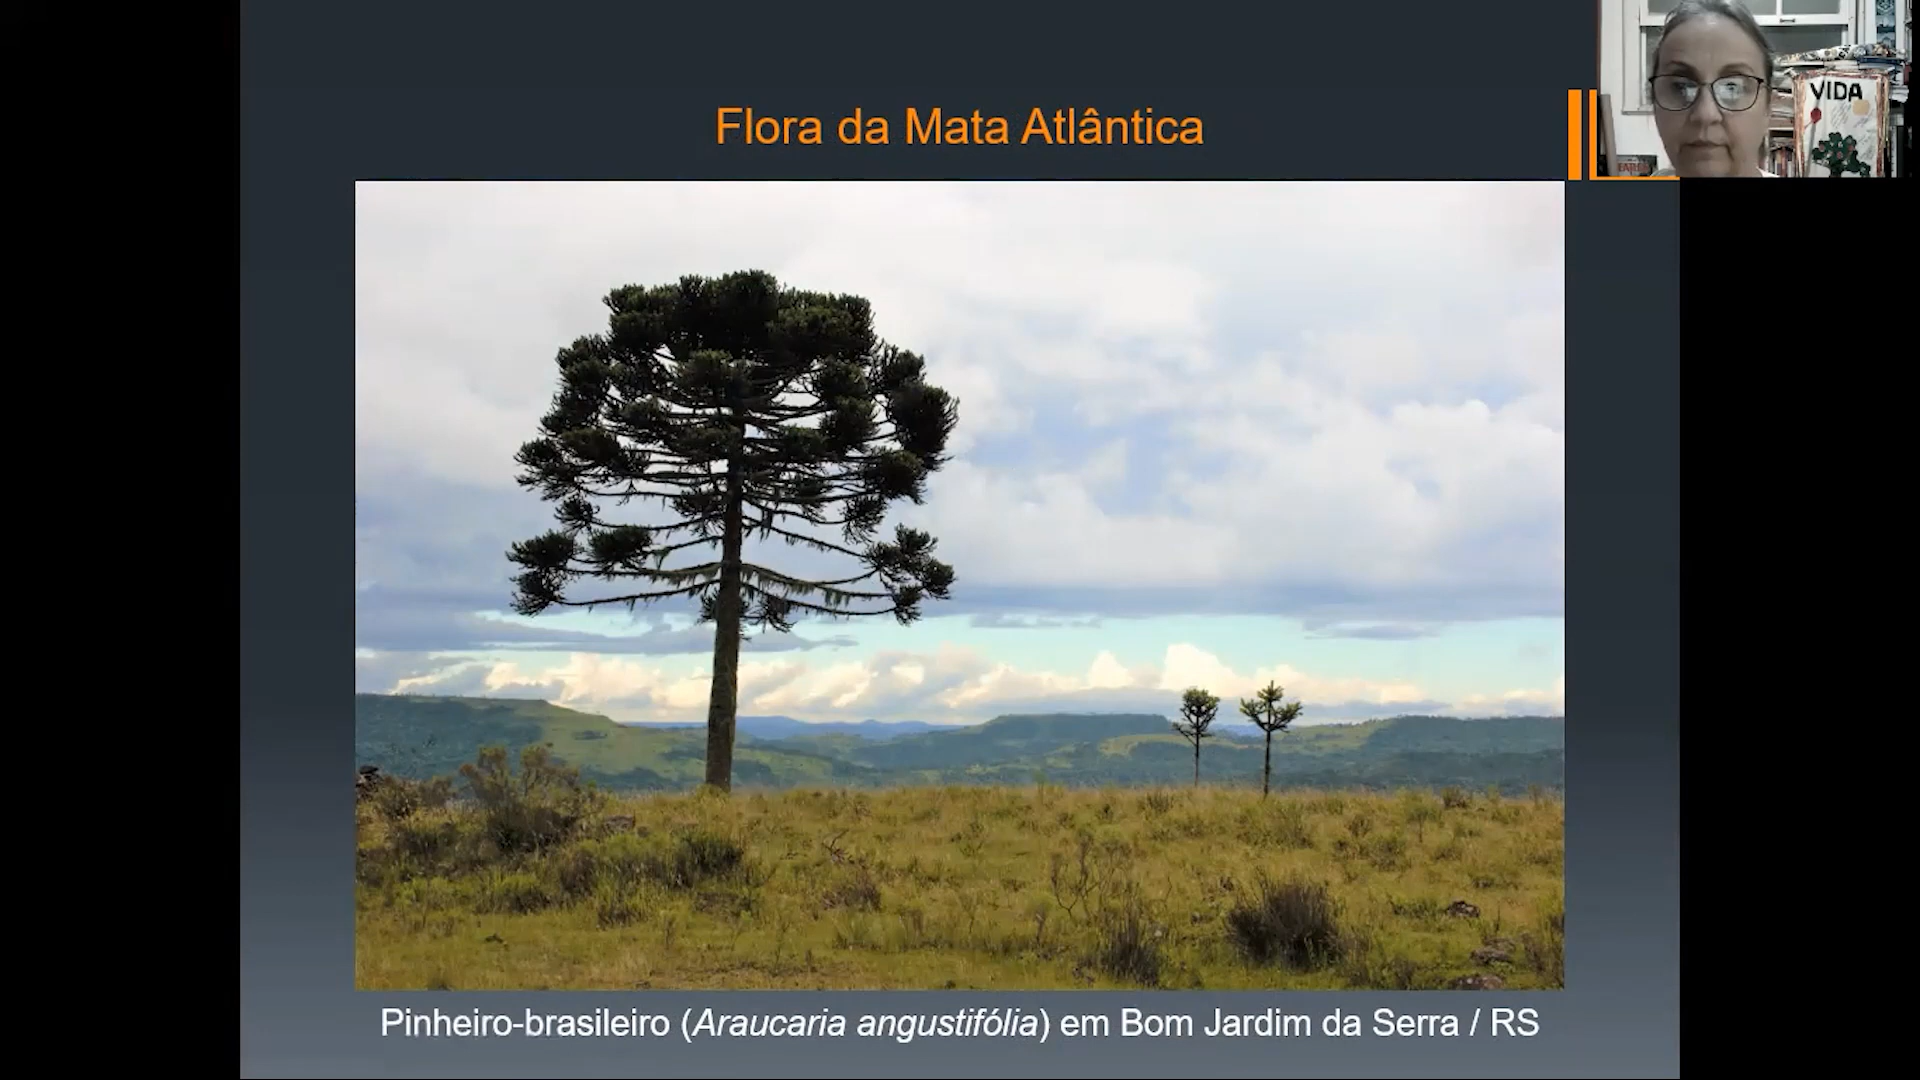 Flora da Mata Atlântica
VIDA
Pinheiro-brasileiro (Araucaria angustifólia) em Bom Jardim da Serra / RS